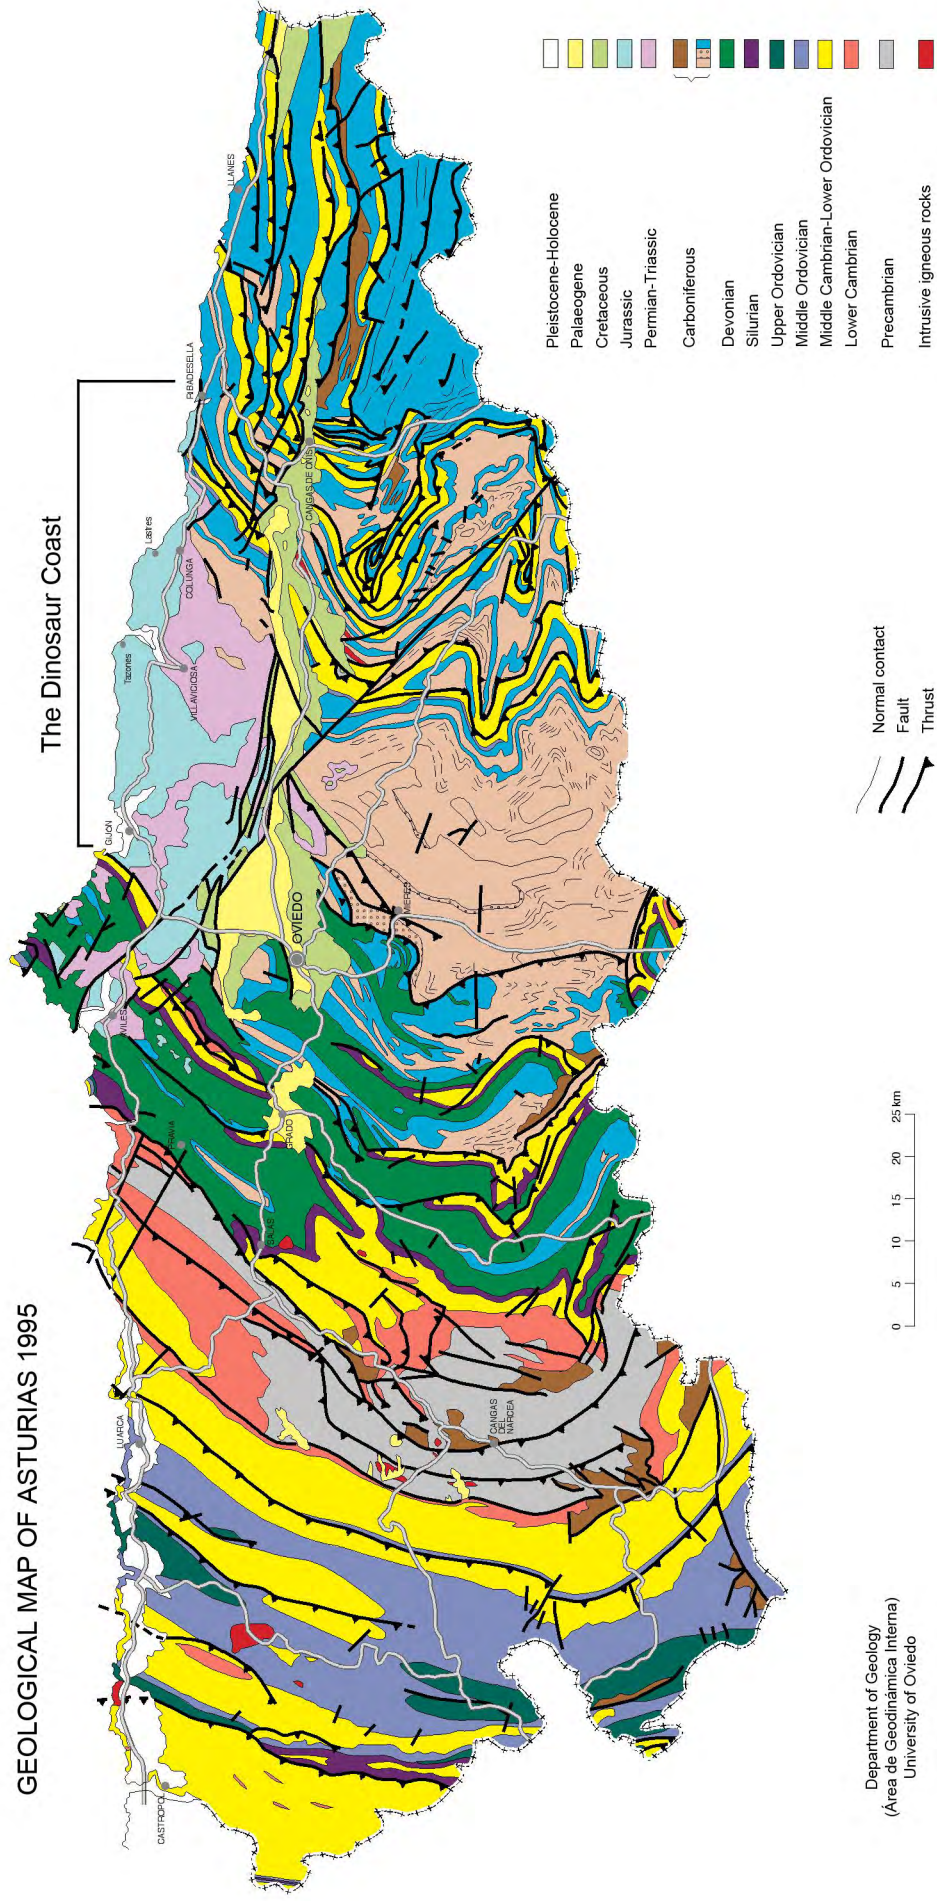 GEOLOGICAL MAP OF ASTURIAS 1995
The Dinosaur Coast
CASTROPOL
LUARCA
PRAVIA
SALAS
GRADO
AVILES
GIJON
OVIEDO
MIERES
CANGAS
DEL
NARCEA
Tazones
VILLAVICIOSA
Lastres
COLUNGA
RIBADESELLA
CANGAS DE ONIS
LLANES
Pleistocene-Holocene
Palaeogene
Cretaceous
Jurassic
Permian-Triassic
Carboniferous
Devonian
Silurian
Upper Ordovician
Middle Ordovician
Middle Cambrian-Lower Ordovician
Lower Cambrian
Precambrian
Intrusive igneous rocks
Normal contact
Fault
Thrust
0 5 10 15 20 25 km
Department of Geology
(Área de Geodinámica Interna)
University of Oviedo